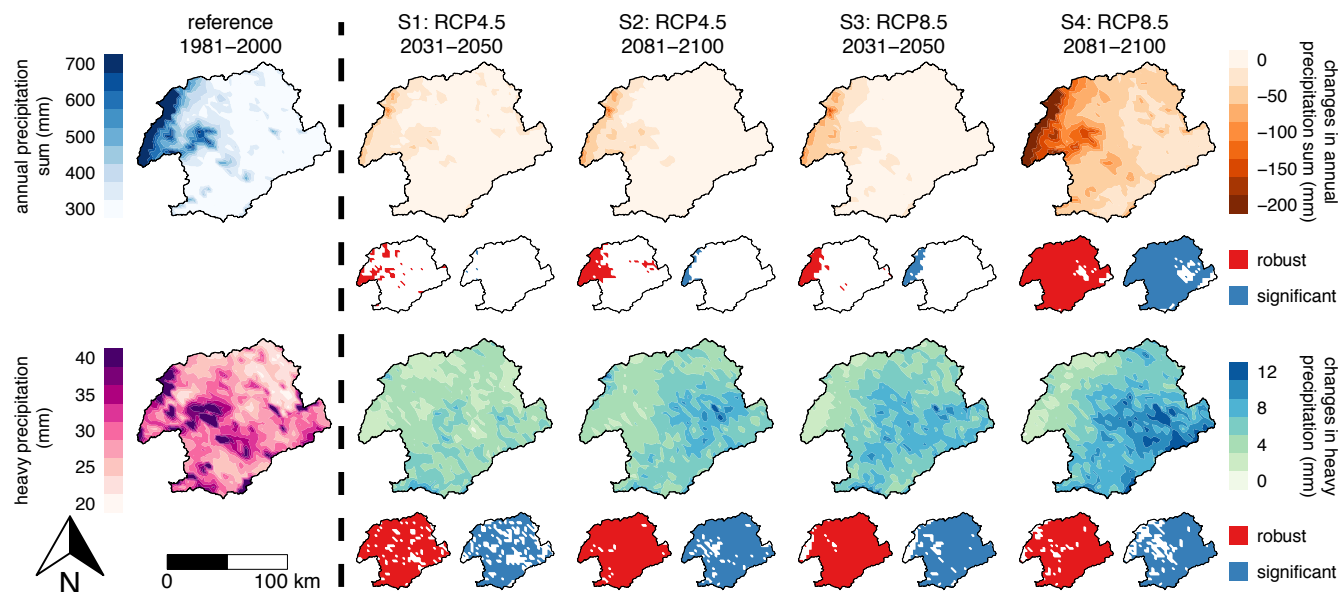 reference
1981−2000
S1: RCP4.5
2031−2050
S2: RCP4.5
2081−2100
S3: RCP8.5
2031−2050
S4: RCP8.5
2081−2100
annual precipitation
sum (mm)
700
600
500
400
300
0
−50
−100
−150
−200
changes in annual
precipitation sum (mm)
robust
significant
heavy precipitation
(mm)
40
35
30
25
20
12
8
4
0
changes in heavy
precipitation (mm)
robust
significant
N
0
100 km